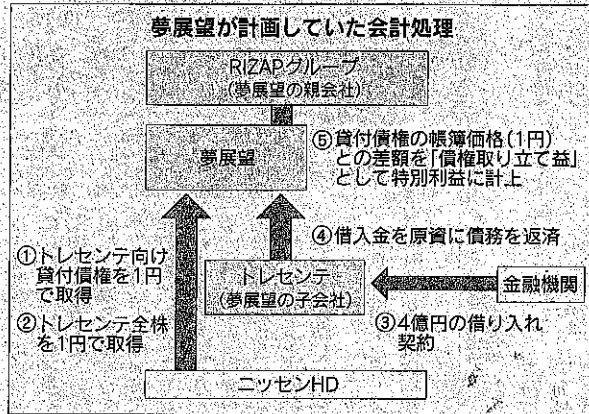 夢展望が計画していた会計処理
RIZAPグループ
(夢展望の親会社)
夢展望
⑤貸付債権の帳簿価格(1円)
との差額を「債権取り立て益」
として特別利益に計上
④借入金を原資に債務を返済
①トレセンテ向け
貸付債権を1円
で取得
②トレセンテ全株
を1円で取得
トレセンテ
(夢展望の子会社)
金融機関
③4億円の借り入れ
契約
ニッセンHD